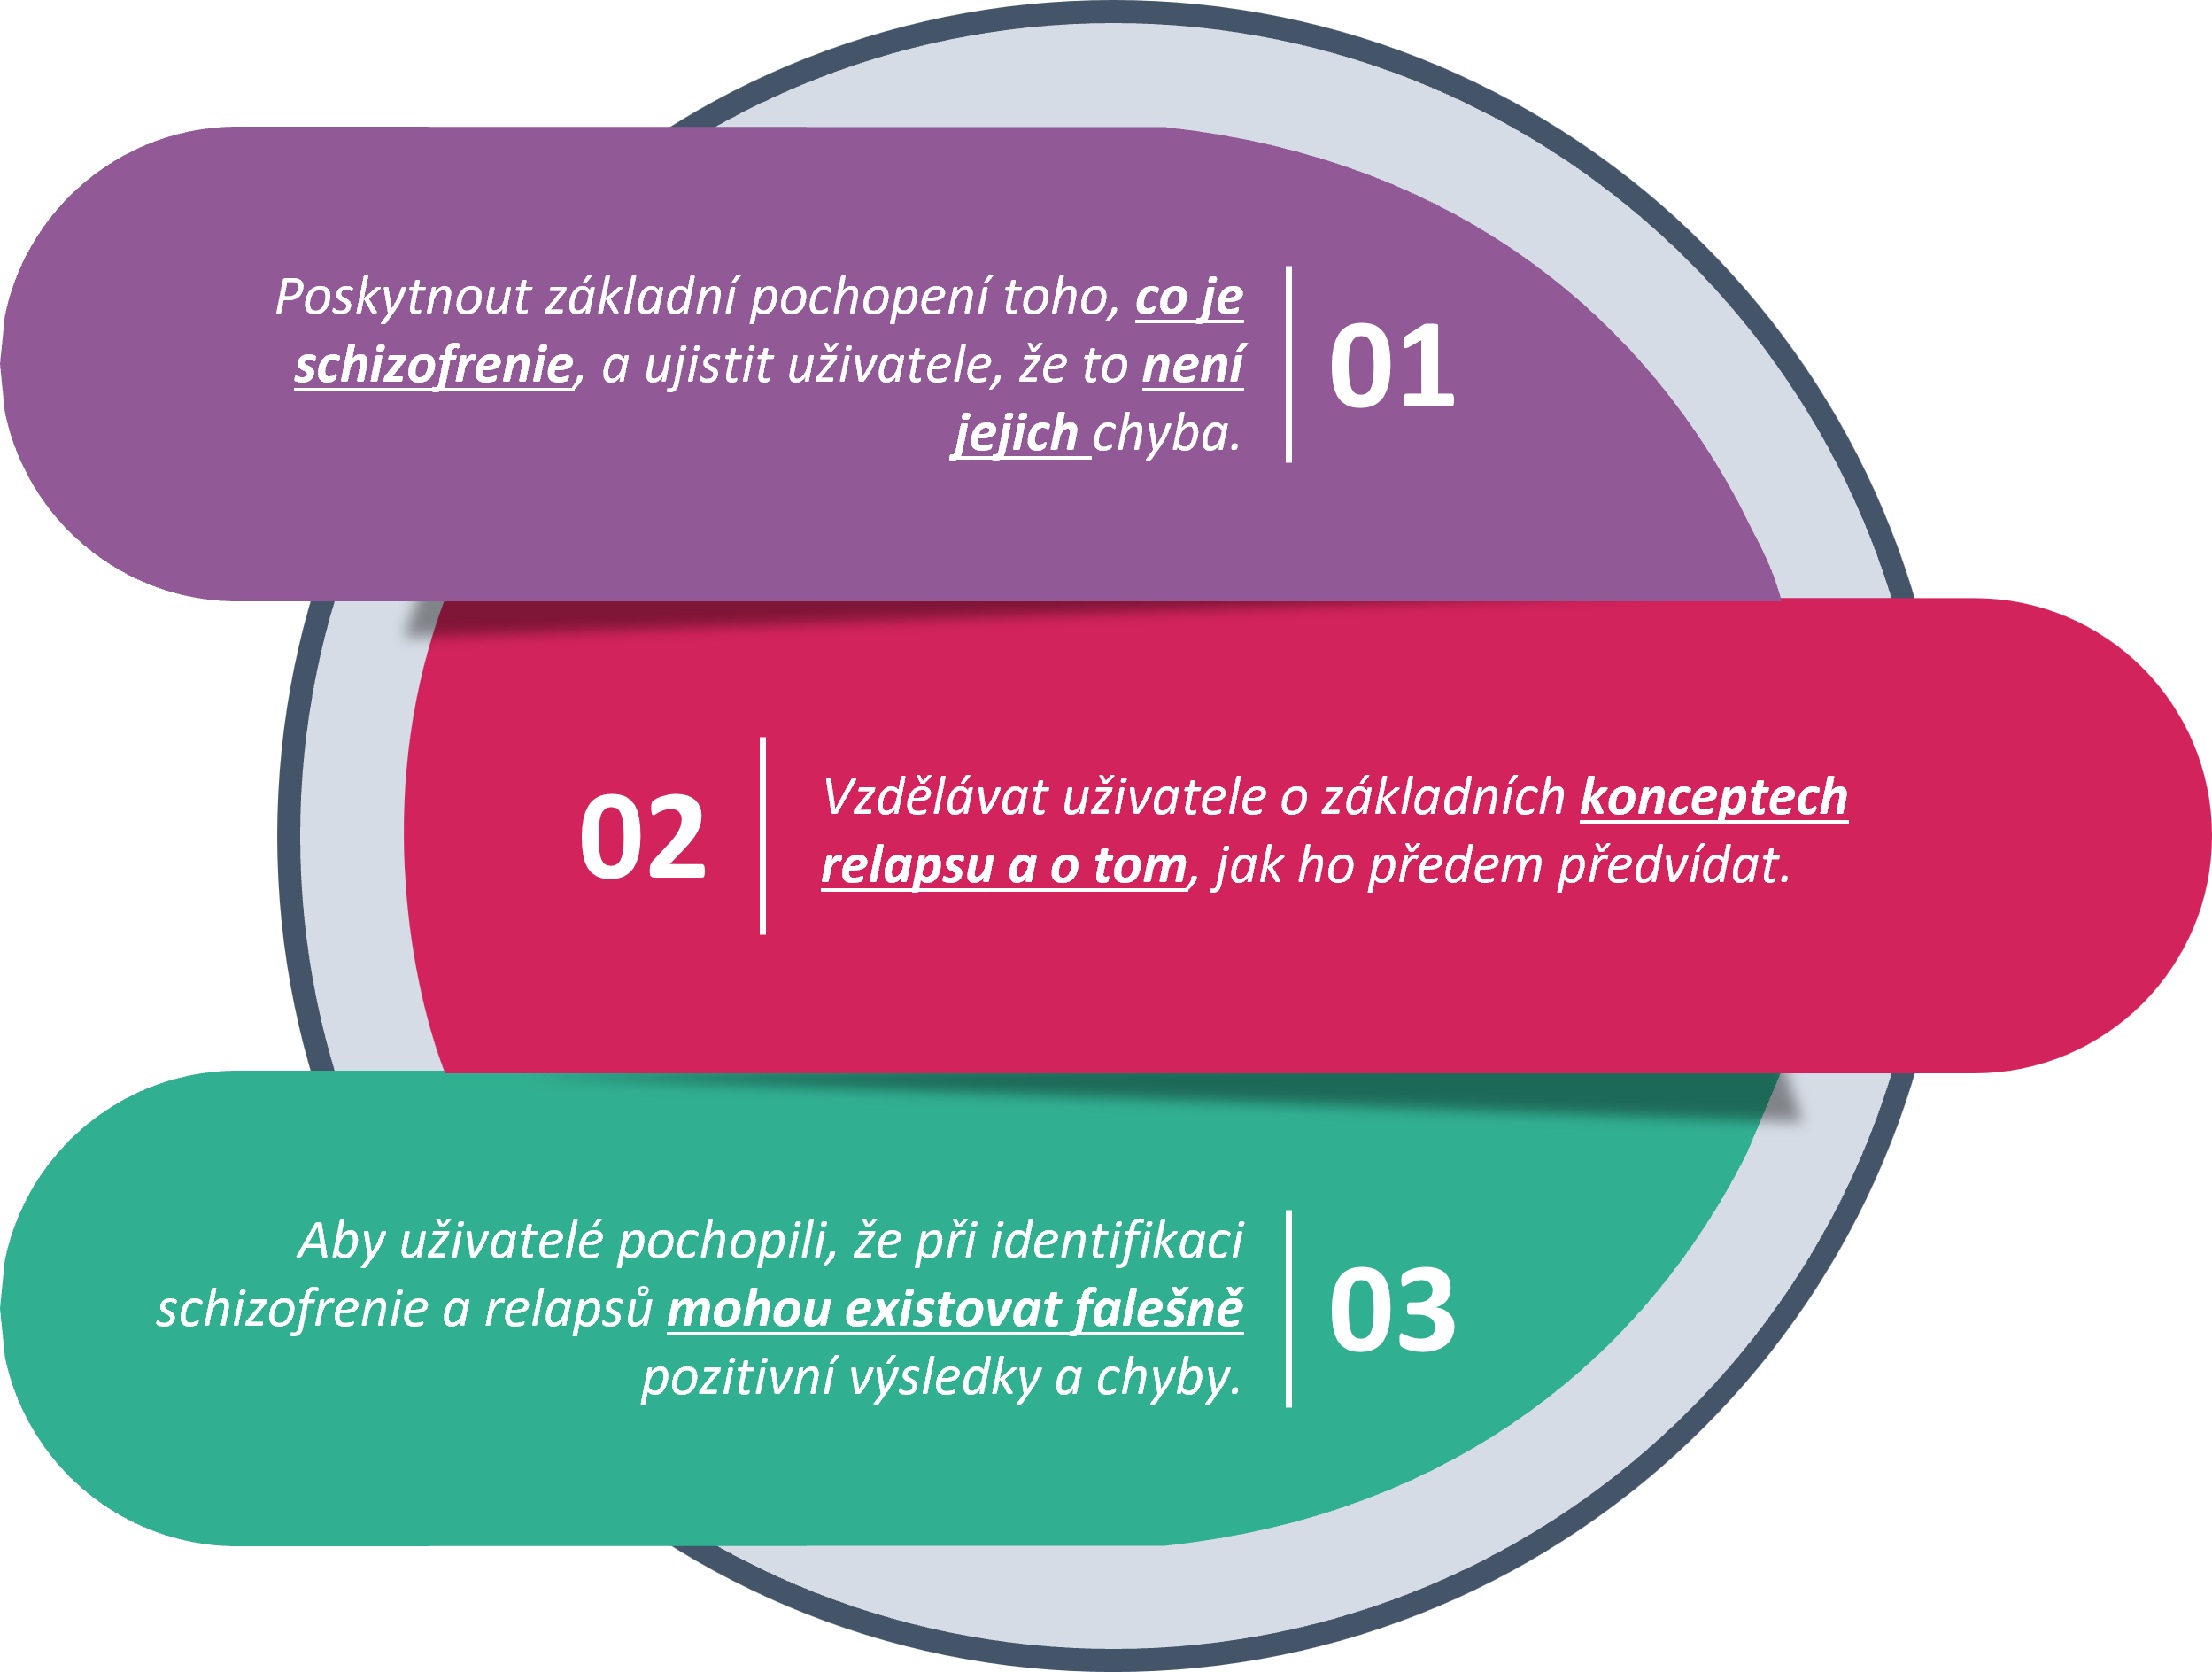 Poskytnout základní pochopení toho, co je
schizofrenie, a ujistit uživatele, že to není
jejich chyba.
01
02
Vzdělávat uživatele o základních konceptech
relapsu a o tom, jak ho předem předvídat.
Aby uživatelé pochopili, že při identifikaci
schizofrenie a relapsů mohou existovat falešně
pozitivní výsledky a chyby.
03